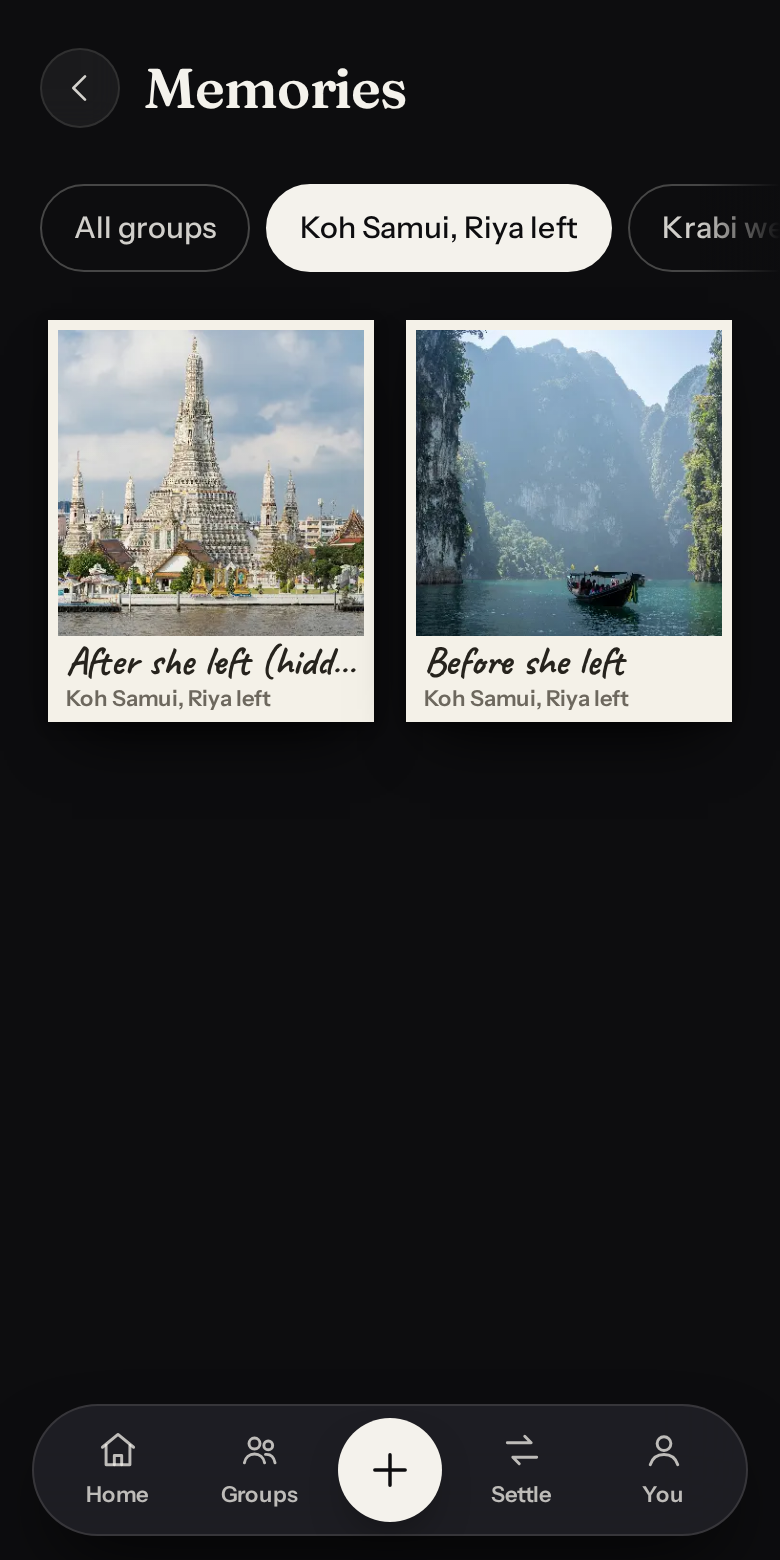 Memories
All groups
Koh Samui, Riya left
Krabi
After she left (hidd...
Koh Samui, Riya left
Before she left
Koh Samui, Riya left
Home
Groups
Settle
You